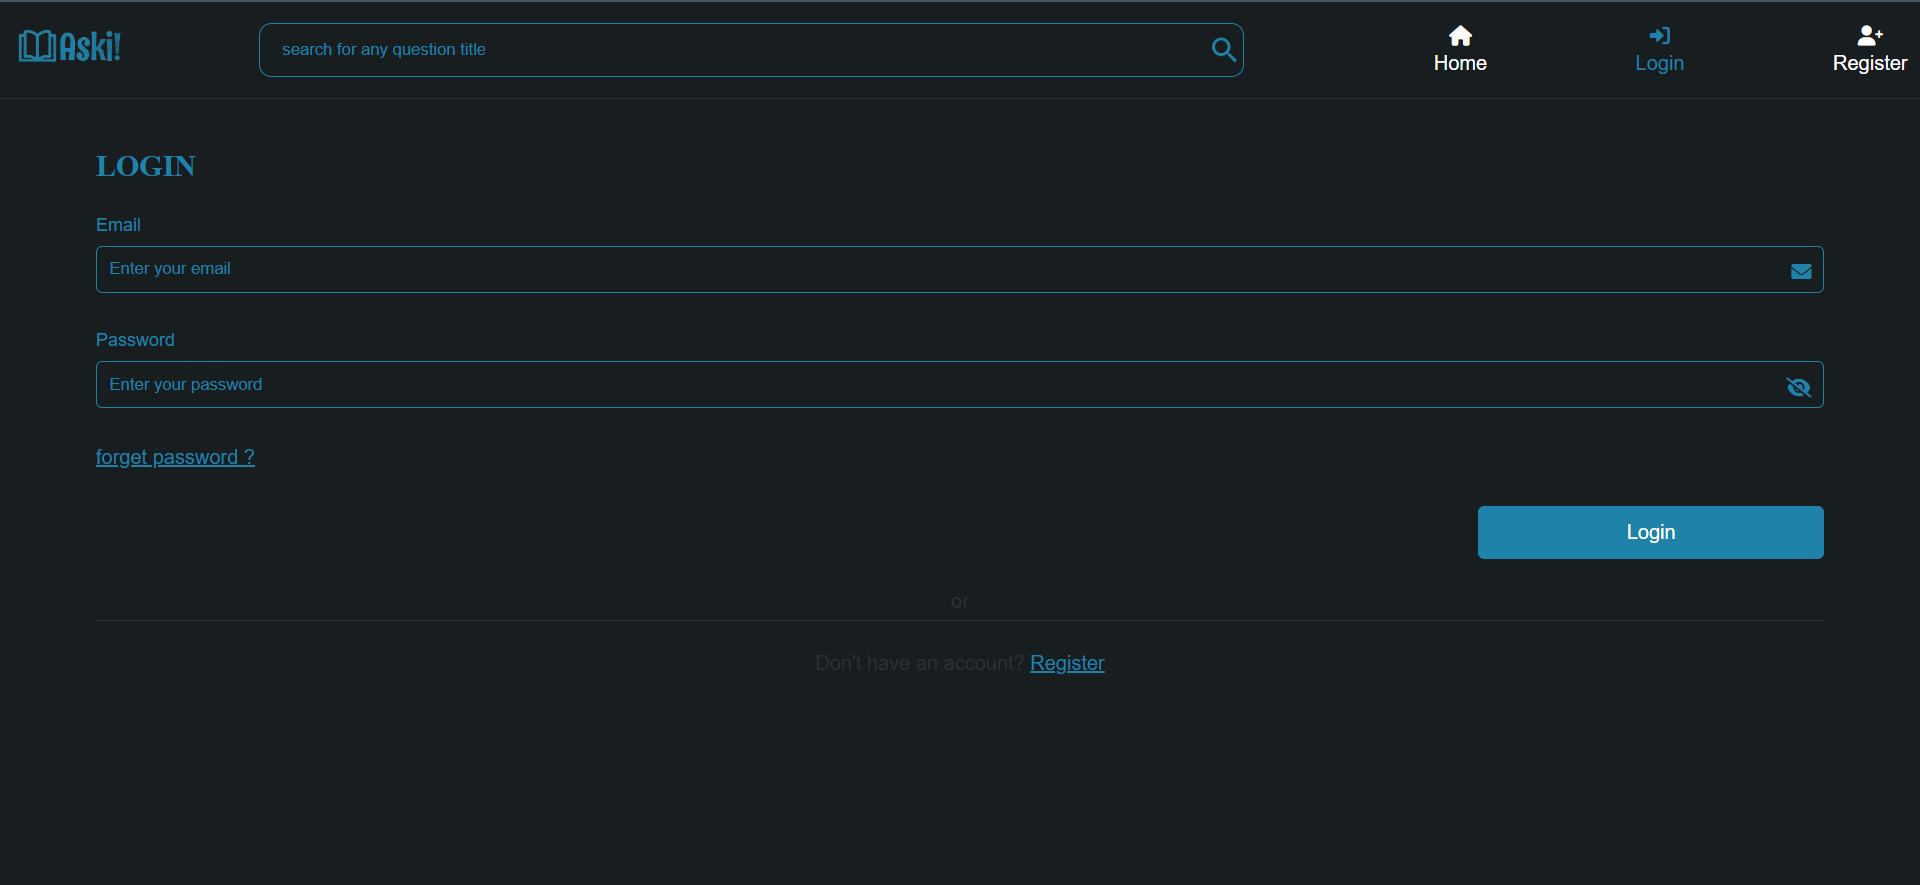 Aski!
search for any question title
Home
Login
Register
LOGIN
Email
Enter your email
Password
Enter your password
forget password ?
Login
or
Don't have an account? Register